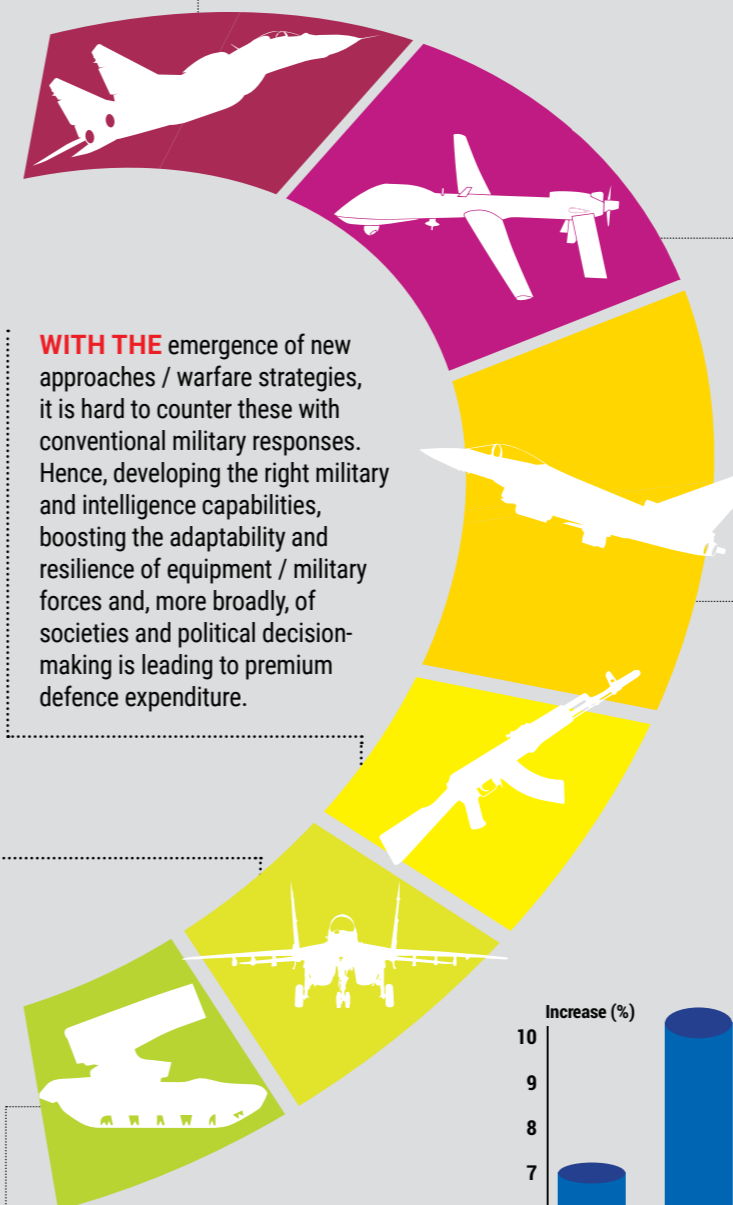 WITH THE emergence of new
approaches / warfare strategies,
it is hard to counter these with
conventional military responses.
Hence, developing the right military
and intelligence capabilities,
boosting the adaptability and
resilience of equipment / military
forces and, more broadly, of
societies and political decision-
making is leading to premium
defence expenditure.
Increase (%)
10
9
8
7